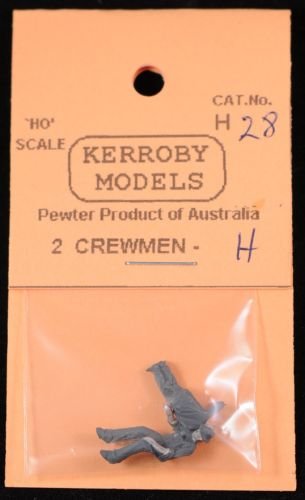 CAT.No.
'HO' H 28
SCALE
KERROBY
MODELS
Pewter Product of Australia
2 CREWMEN - H